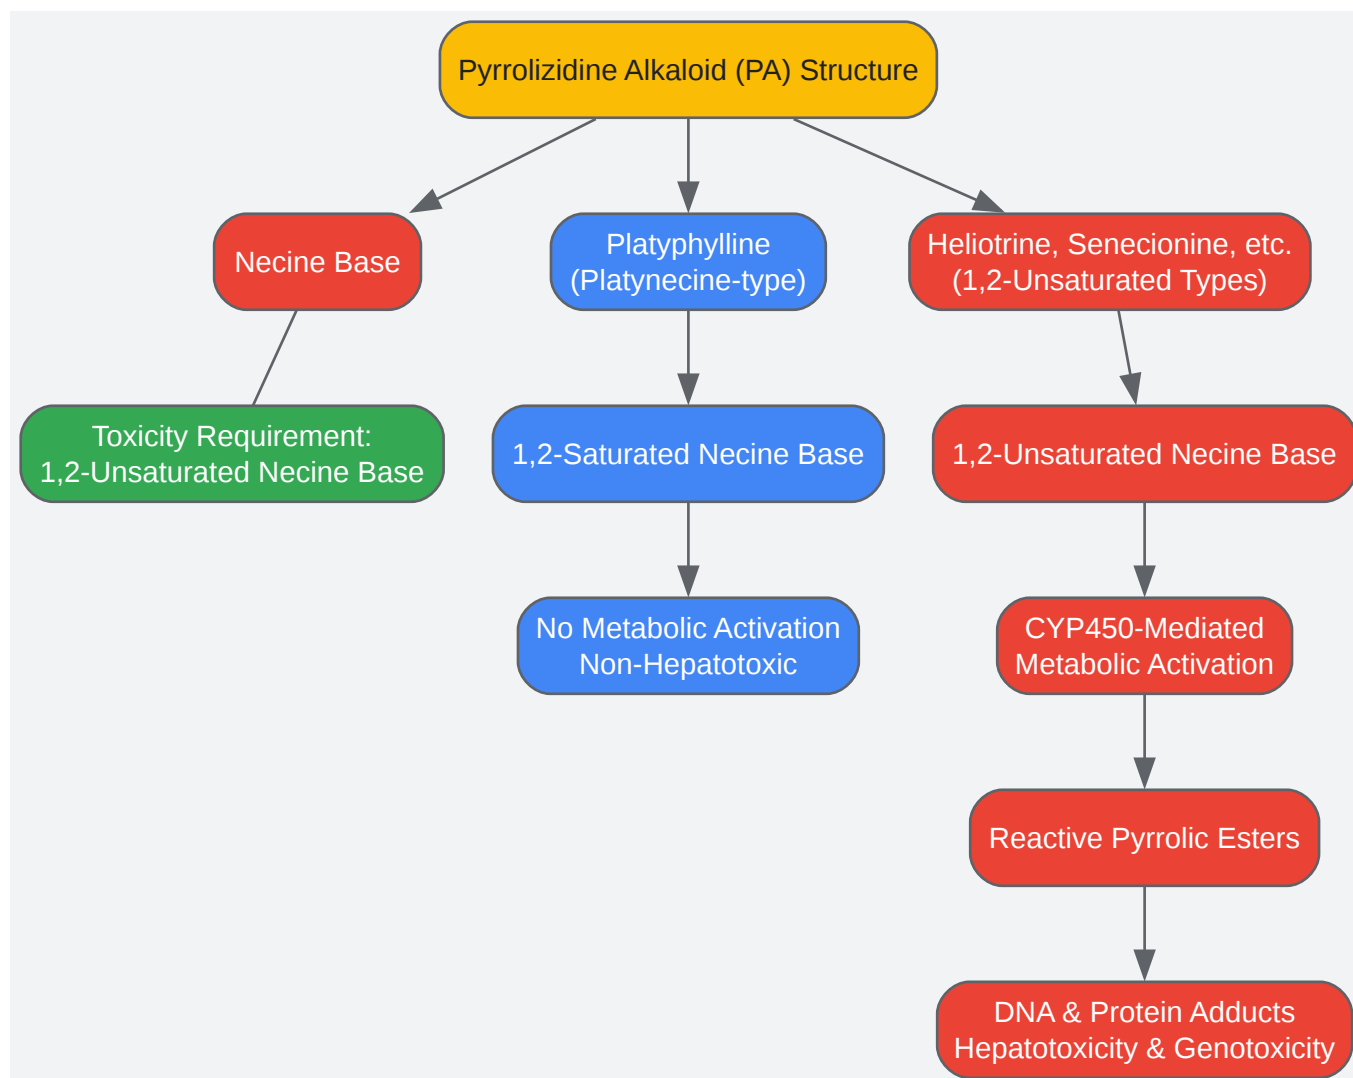 Pyrrolizidine Alkaloid (PA) Structure
Necine Base
Platyphylline
(Platynecine-type)
Heliotrine, Senecionine, etc.
(1,2-Unsaturated Types)
Toxicity Requirement:
1,2-Unsaturated Necine Base
1,2-Saturated Necine Base
1,2-Unsaturated Necine Base
No Metabolic Activation
Non-Hepatotoxic
CYP450-Mediated
Metabolic Activation
Reactive Pyrrolic Esters
DNA & Protein Adducts
Hepatotoxicity & Genotoxicity